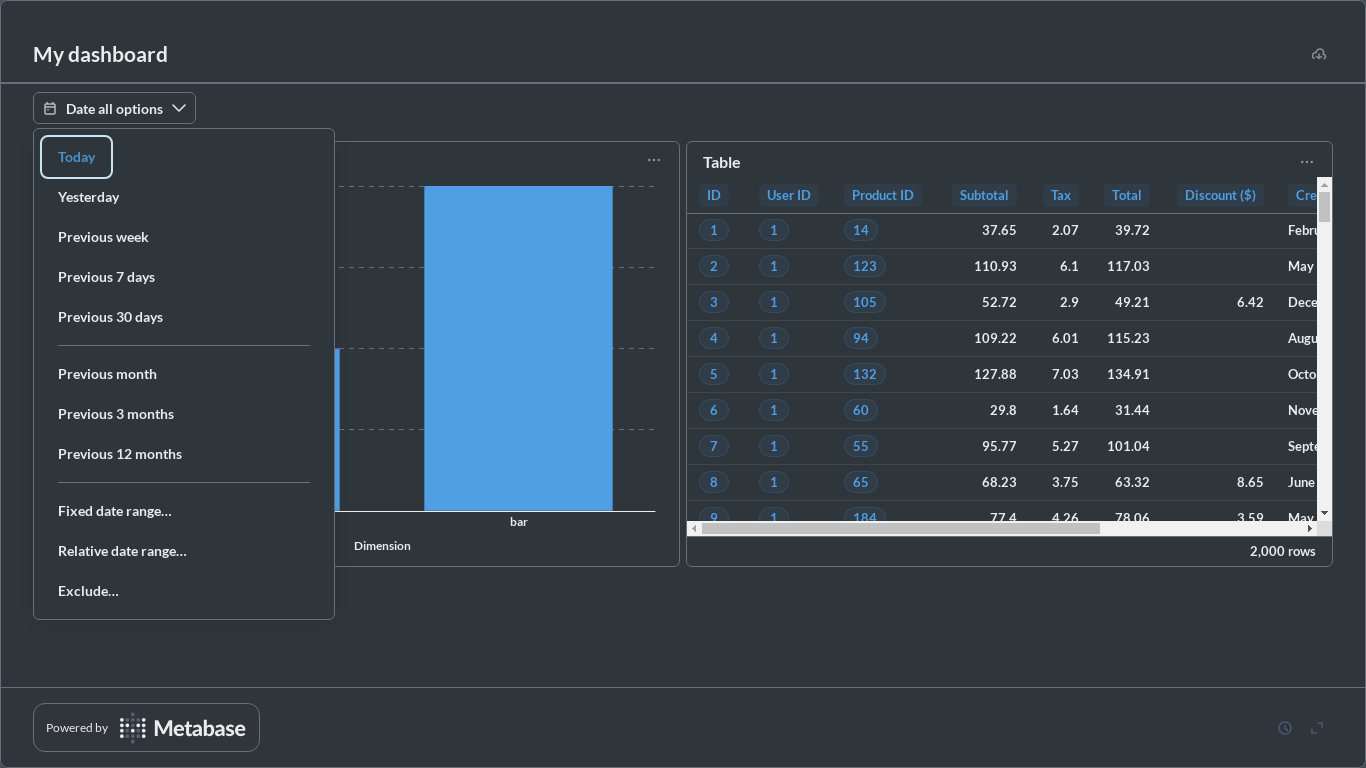 My dashboard
Date all options
Today
Yesterday
Previous week
Previous 7 days
Previous 30 days
Previous month
Previous 3 months
Previous 12 months
Fixed date range...
Relative date range...
Exclude...
bar
Dimension
Table
ID User ID Product ID Subtotal Tax Total Discount ($) Cre
1 1 14 37.65 2.07 39.72 Febru
2 1 123 110.93 6.1 117.03 May
3 1 105 52.72 2.9 49.21 6.42 Dece
4 1 94 109.22 6.01 115.23 Augu
5 1 132 127.88 7.03 134.91 Octo
6 1 60 29.8 1.64 31.44 Nove
7 1 55 95.77 5.27 101.04 Septe
8 1 65 68.23 3.75 63.32 8.65 June
9 1 184 77.4 4.26 78.06 3.59 May
2,000 rows
Powered by Metabase